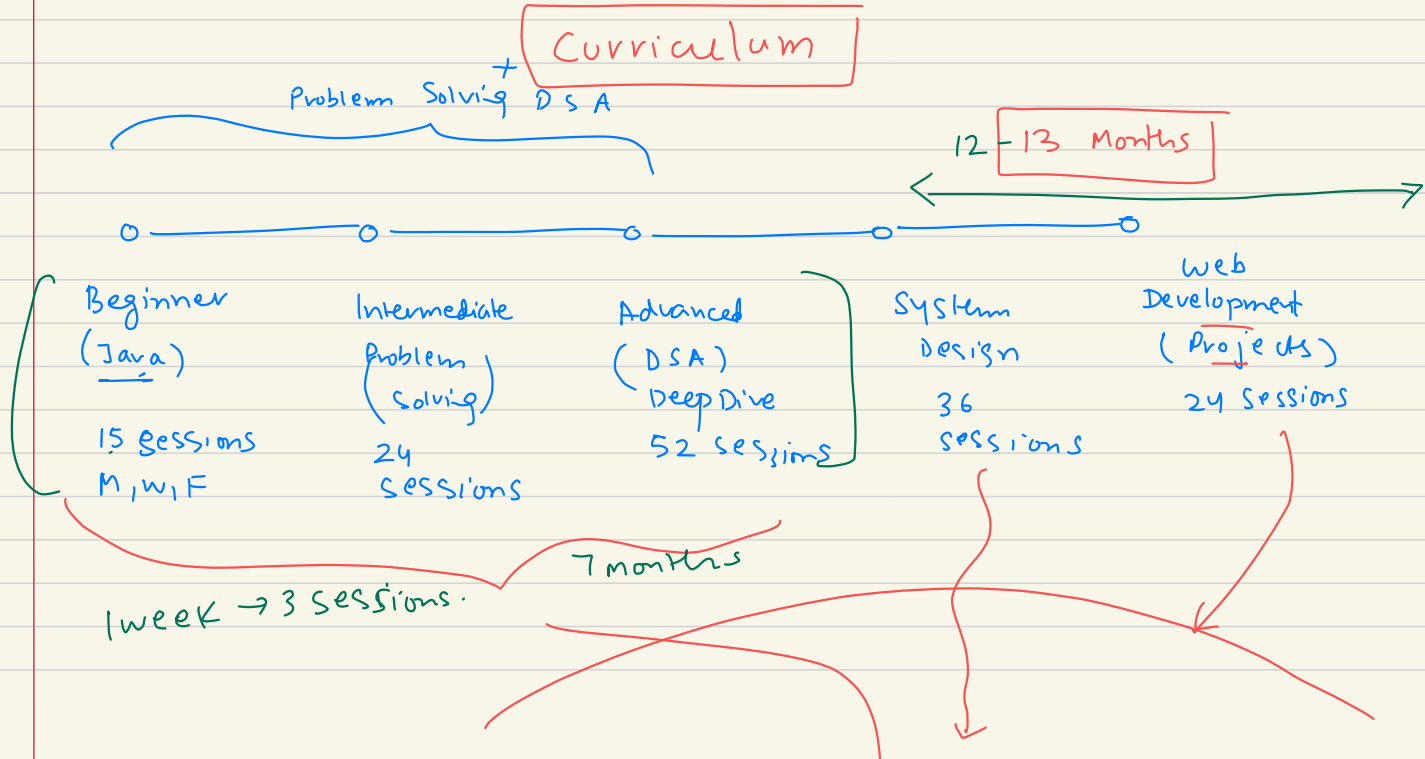 Curriculum
Problem Solving + DSA
12-13 Months
Beginner
(Java)
15 sessions
M, W, F
Intermediate
(Problem
Solving)
24
sessions
Advanced
(DSA)
Deep Dive
52 sessions
System
Design
36
sessions
Web
Development
(Projects)
24 sessions
7 months
1 week → 3 sessions.